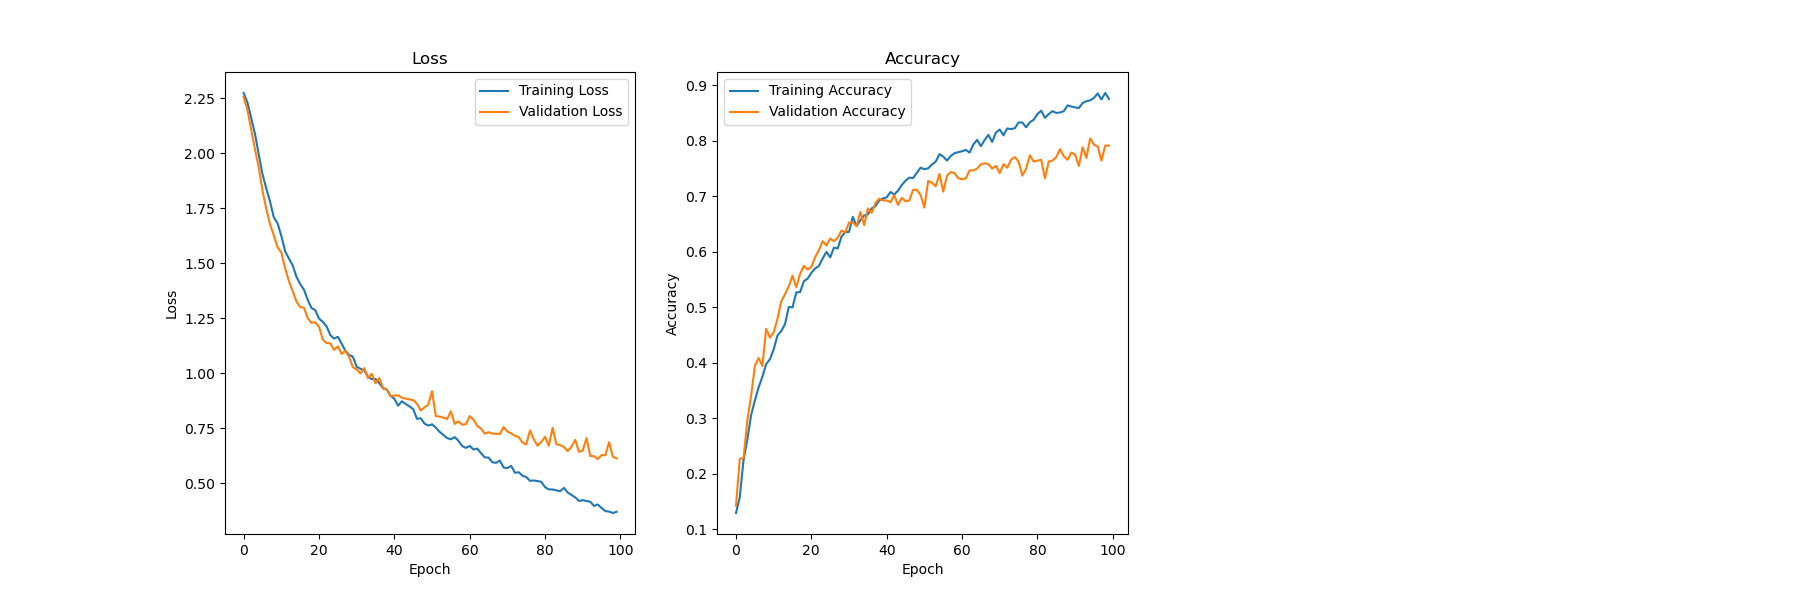 Loss
Training Loss
Validation Loss
2.25
2.00
1.75
1.50
1.25
1.00
0.75
0.50
Loss
0
20
40
60
80
100
Epoch
Accuracy
Training Accuracy
Validation Accuracy
0.9
0.8
0.7
0.6
0.5
0.4
0.3
0.2
0.1
Accuracy
0
20
40
60
80
100
Epoch